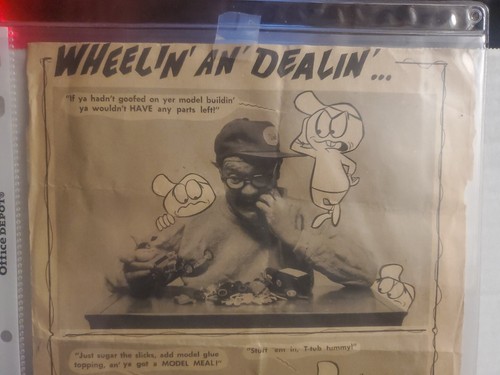 WHEELIN' AN' DEALIN'...
"If ya hadn't goofed on yer model buildin'
ya wouldn't HAVE any parts left!"
Office DEPOT
"Just sugar the slicks, add model glue
topping, an' ya got a MODEL MEAL!"
"Stuff 'em in, T-tub tummy!"